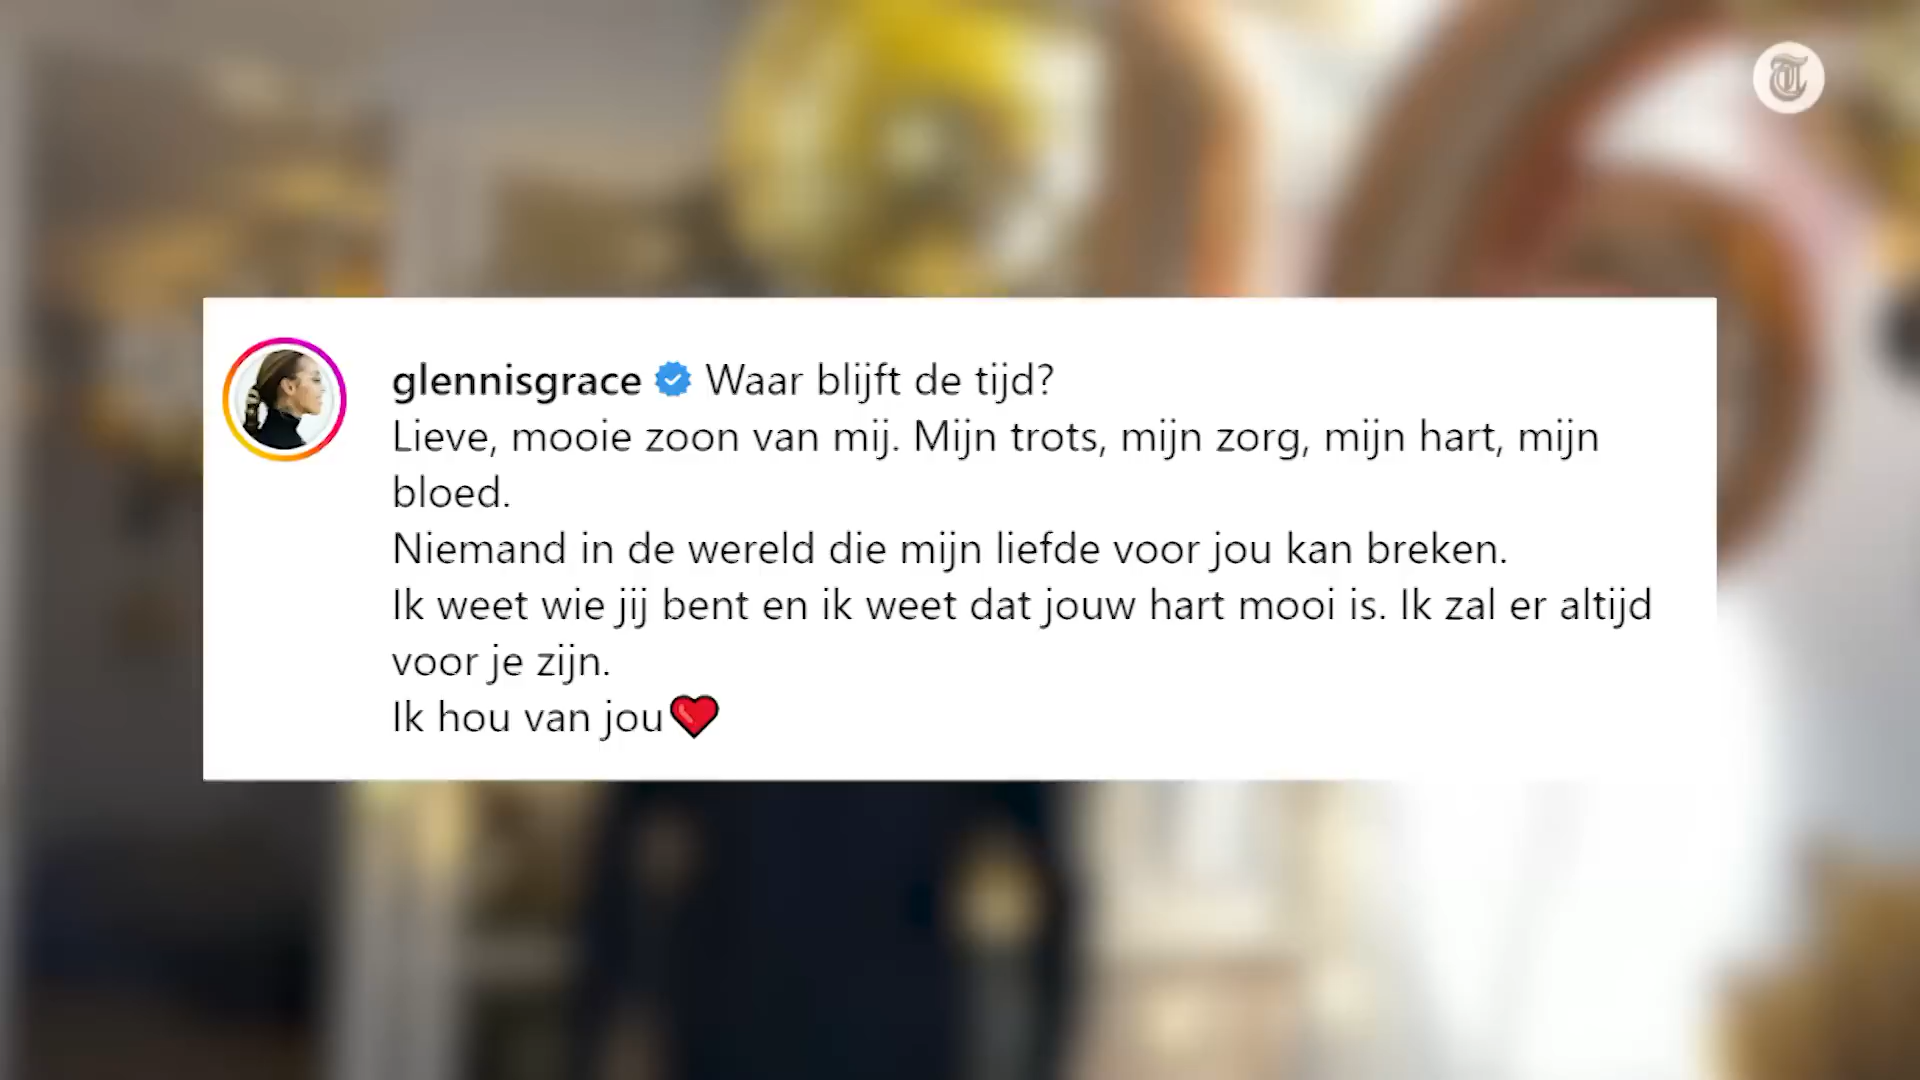 T
glennisgrace Waar blijft de tijd?
Lieve, mooie zoon van mij. Mijn trots, mijn zorg, mijn hart, mijn
bloed.
Niemand in de wereld die mijn liefde voor jou kan breken.
Ik weet wie jij bent en ik weet dat jouw hart mooi is. Ik zal er altijd
voor je zijn.
Ik hou van jou❤️